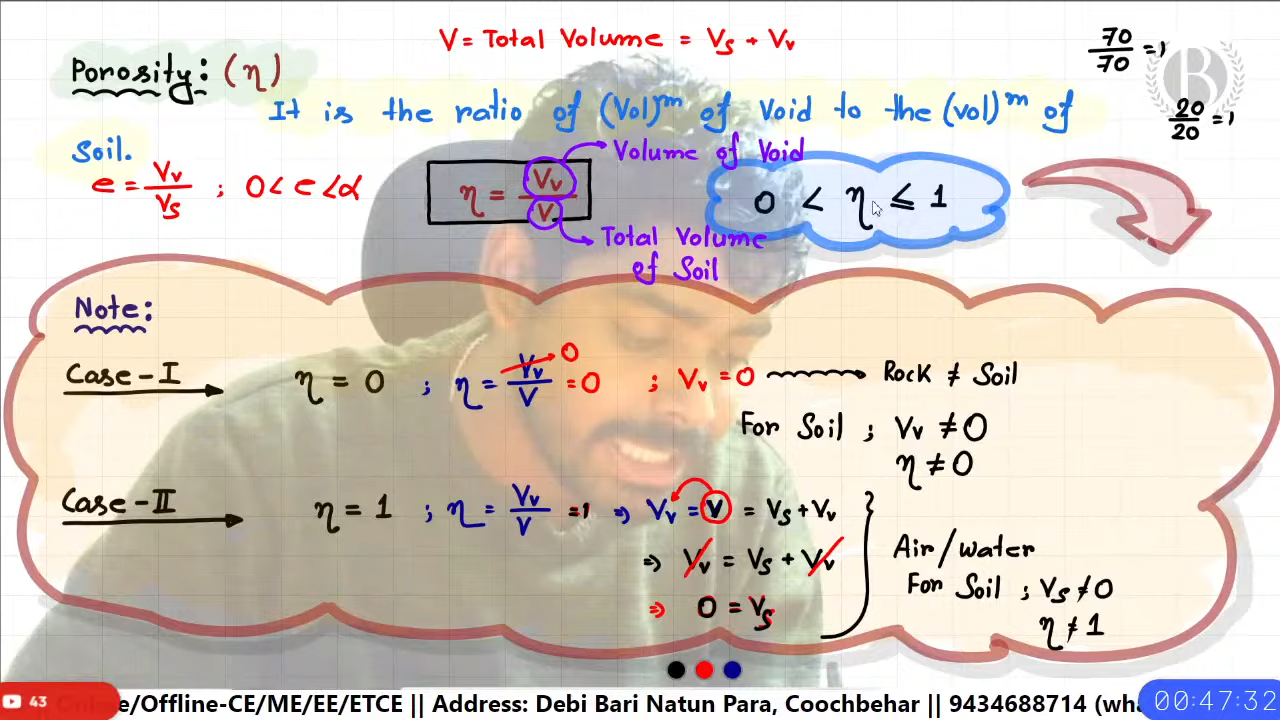 V = Total Volume = Vs + Vv
70/70 = 1
Porosity: (η)
B
It is the ratio of (Vol)ᵐ of Void to the (vol)ᵐ of
20/20 = 1
Soil.
Volume of Void
e = Vv/Vs ; 0 < e < α
η = Vv/V
0 < η ≤ 1
Total Volume
of Soil
Note:
Case-I η = 0 ; η = Vv/V = 0 ; Vv = 0 Rock ≠ Soil
0
For Soil ; Vv ≠ 0
η ≠ 0
Case-II η = 1 ; η = Vv/V = 1 ⇒ Vv = V = Vs + Vv
⇒ Vv = Vs + Vv
Air/water
For Soil ; Vs ≠ 0
⇒ 0 = Vs
η ≠ 1
43
e/Offline-CE/ME/EE/ETCE || Address: Debi Bari Natun Para, Coochbehar || 9434688714 (wha
00:47:32